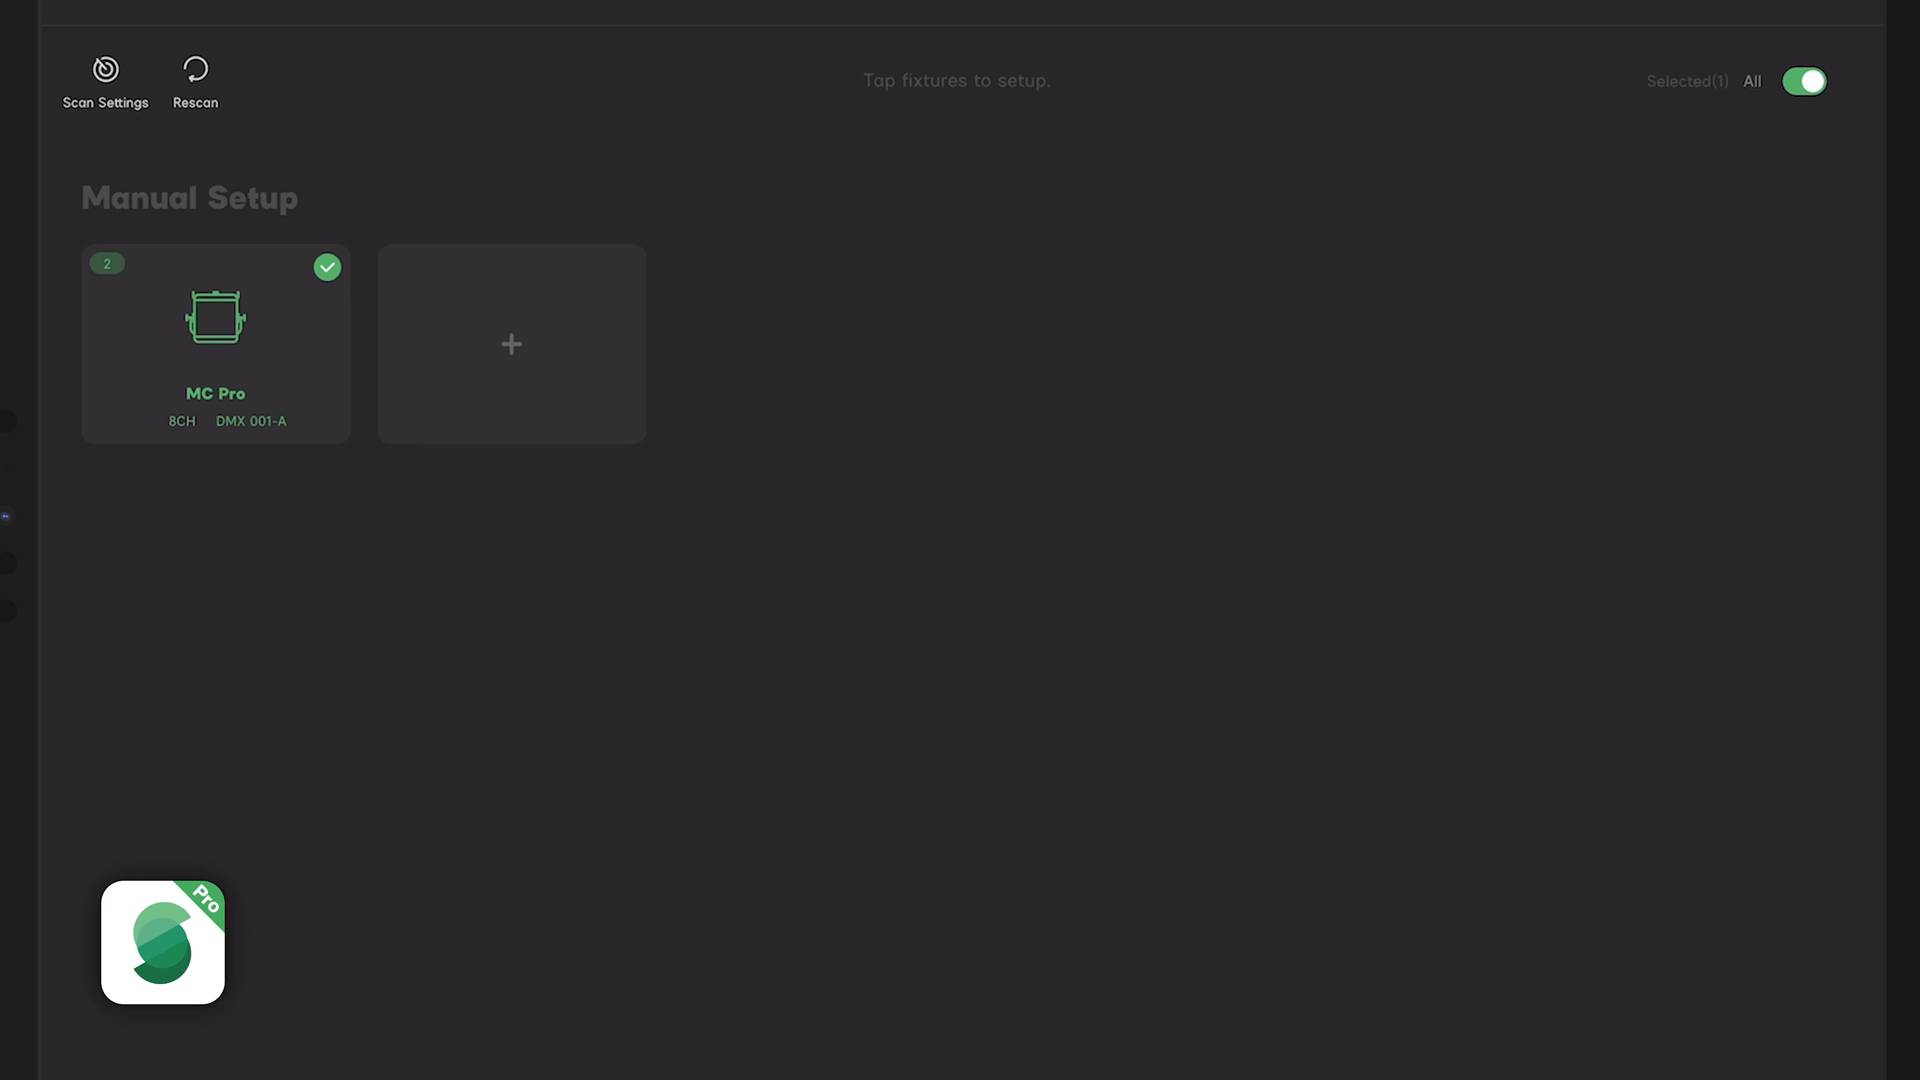 Scan Settings
Rescan
Tap fixtures to setup.
Selected(1) All
Manual Setup
2
MC Pro
8CH DMX 001-A
+
Pro